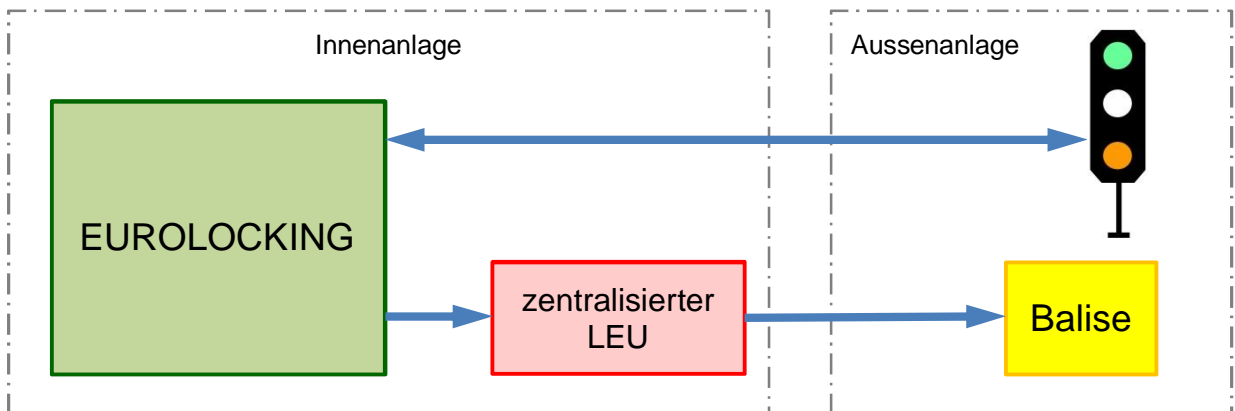 Innenanlage
Aussenanlage
EUROLOCKING
zentralisierter
LEU
Balise